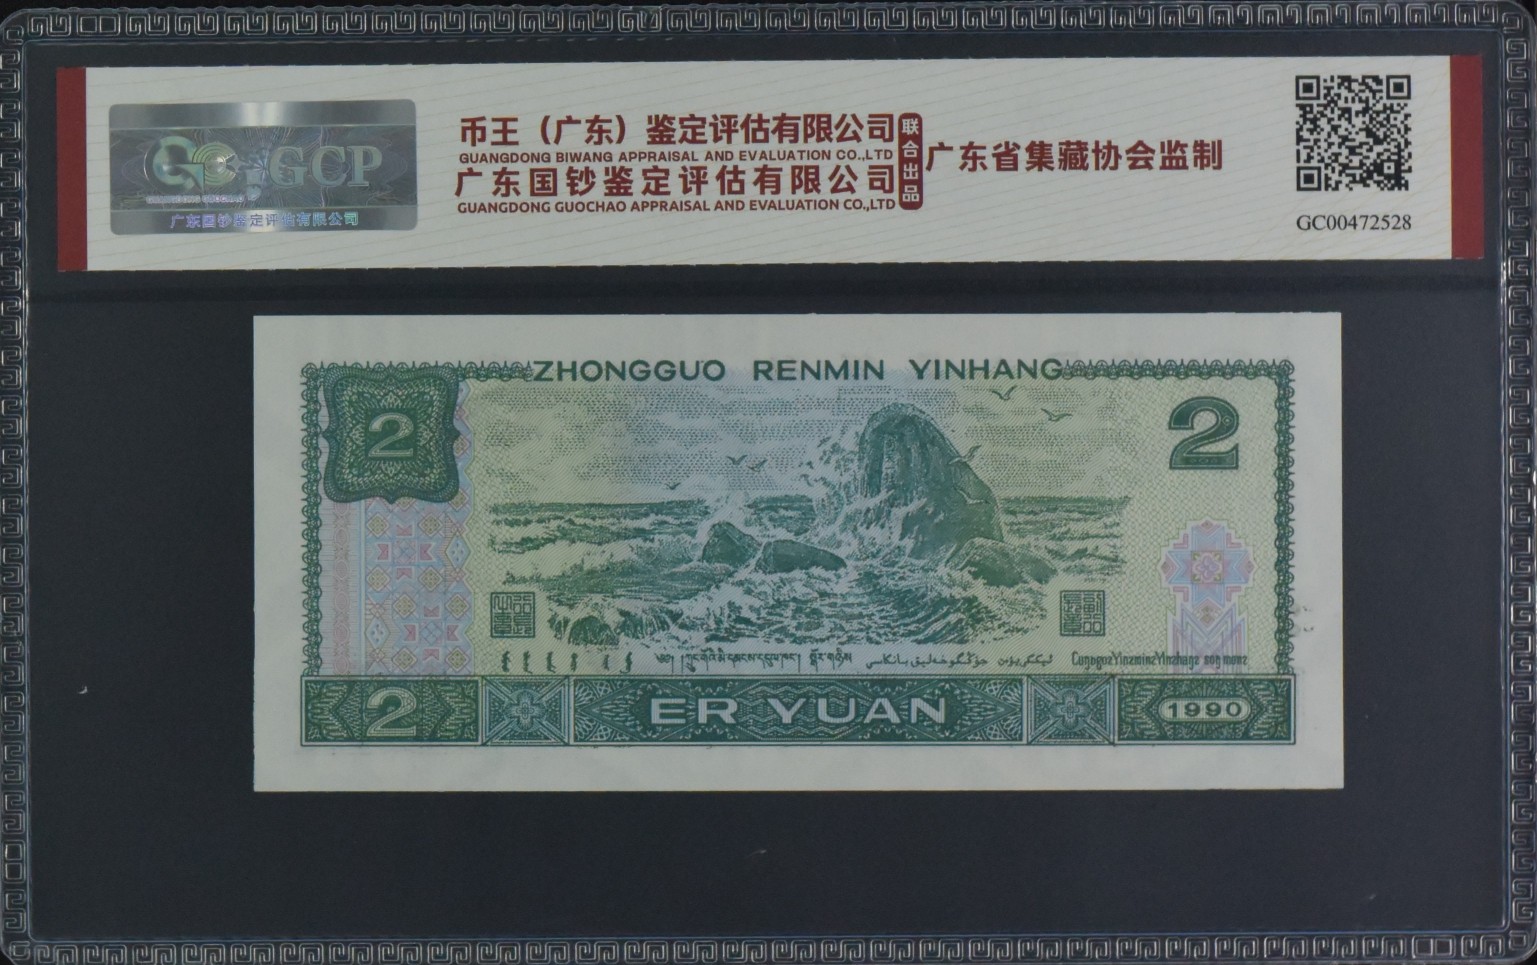 GCP
广东国钞鉴定评估有限公司
币王（广东）鉴定评估有限公司
GUANGDONG BIWANG APPRAISAL AND EVALUATION CO.,LTD
广东国钞鉴定评估有限公司
GUANGDONG GUOCHAO APPRAISAL AND EVALUATION CO.,LTD
联合出品
广东省集藏协会监制
GC00472528
ZHONGGUO RENMIN YINHANG
2
2
2
ER YUAN
1990